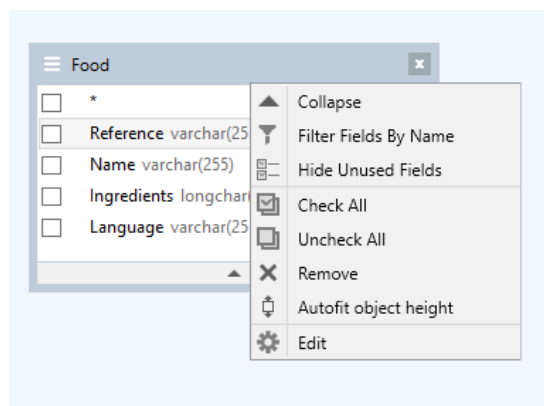 Food
*
Reference varchar(25
Name varchar(255)
Ingredients longchar(
Language varchar(25
Collapse
Filter Fields By Name
Hide Unused Fields
Check All
Uncheck All
Remove
Autofit object height
Edit